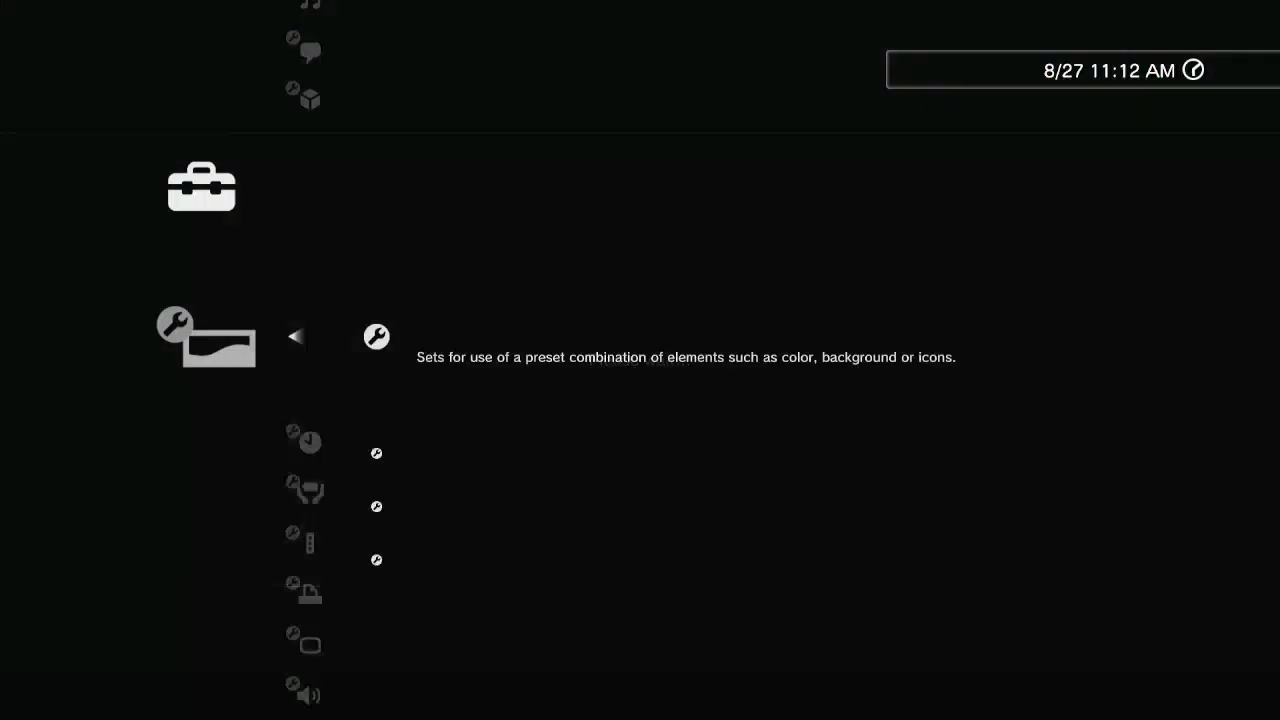 8/27 11:12 AM
Sets for use of a preset combination of elements such as color, background or icons.